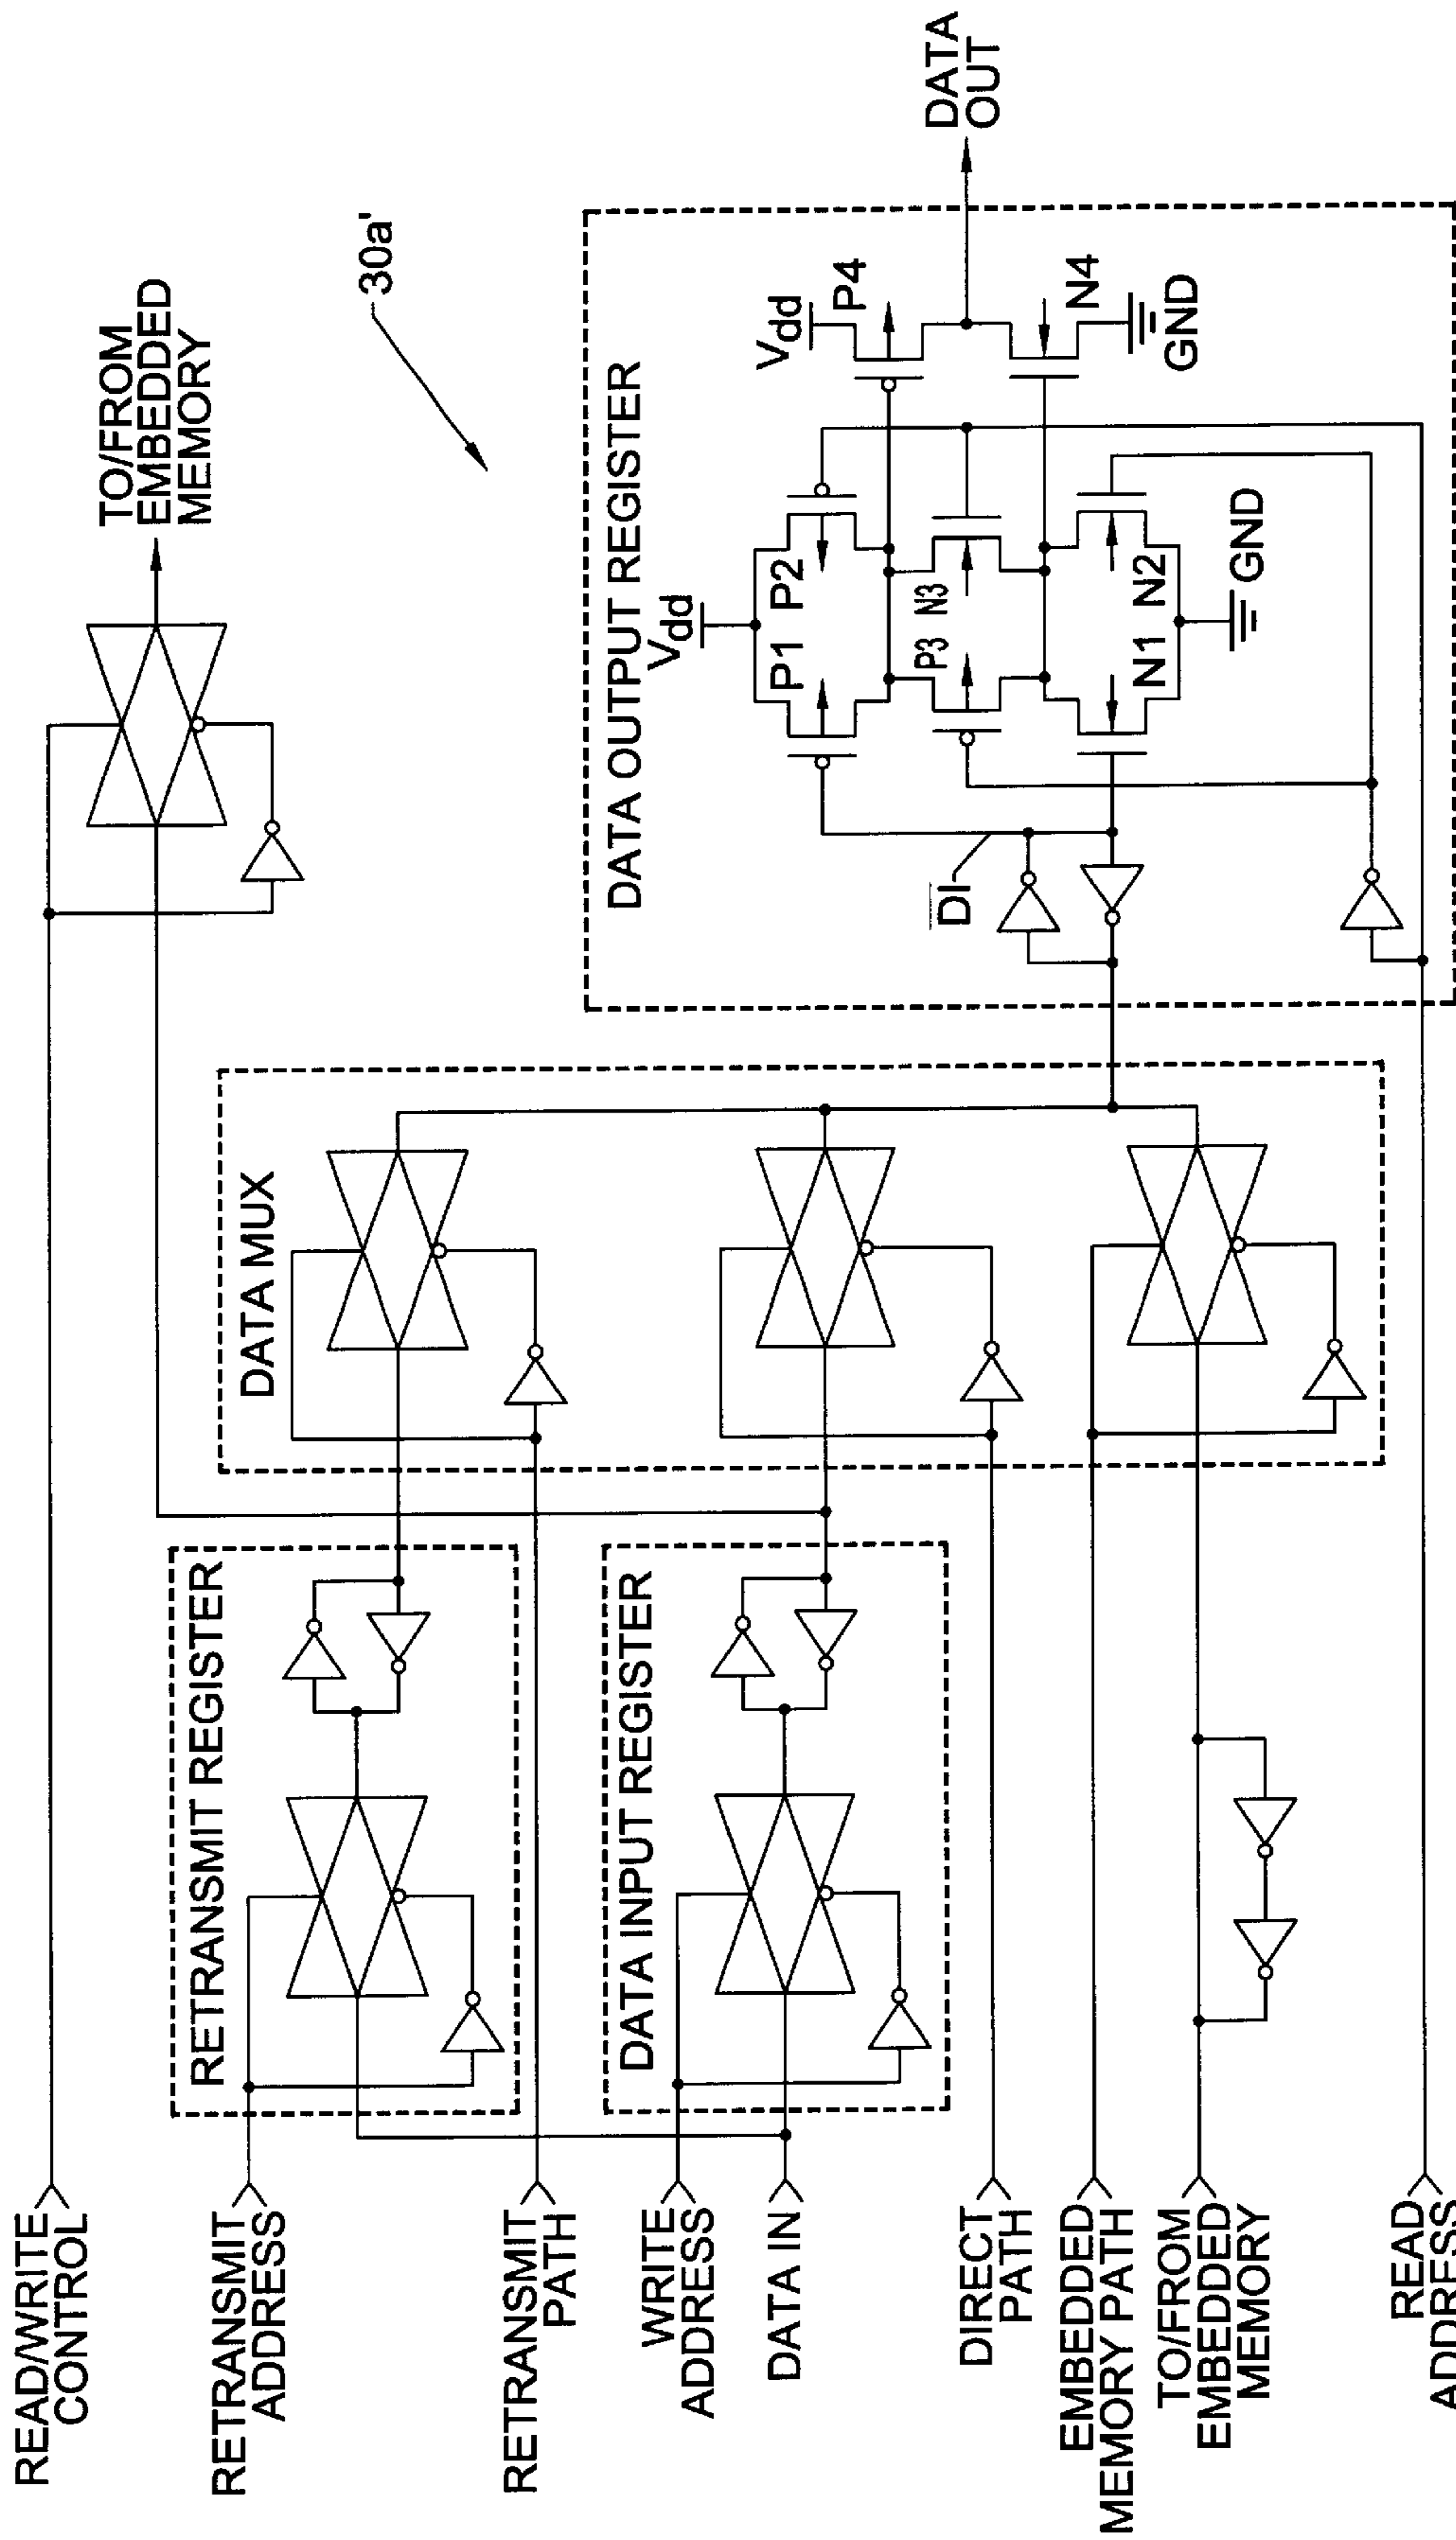 READ/WRITE
CONTROL
RETRANSMIT
ADDRESS
RETRANSMIT
PATH
WRITE
ADDRESS
DATA IN
DIRECT
PATH
EMBEDDED
MEMORY PATH
TO/FROM
EMBEDDED
MEMORY
READ
ADDRESS
RETRANSMIT REGISTER
DATA INPUT REGISTER
DATA MUX
TO/FROM
EMBEDDED
MEMORY
30a'
DATA OUTPUT REGISTER
Vdd
P1
P2
P3
N3
N1
N2
GND
DI
Vdd
P4
N4
GND
DATA
OUT